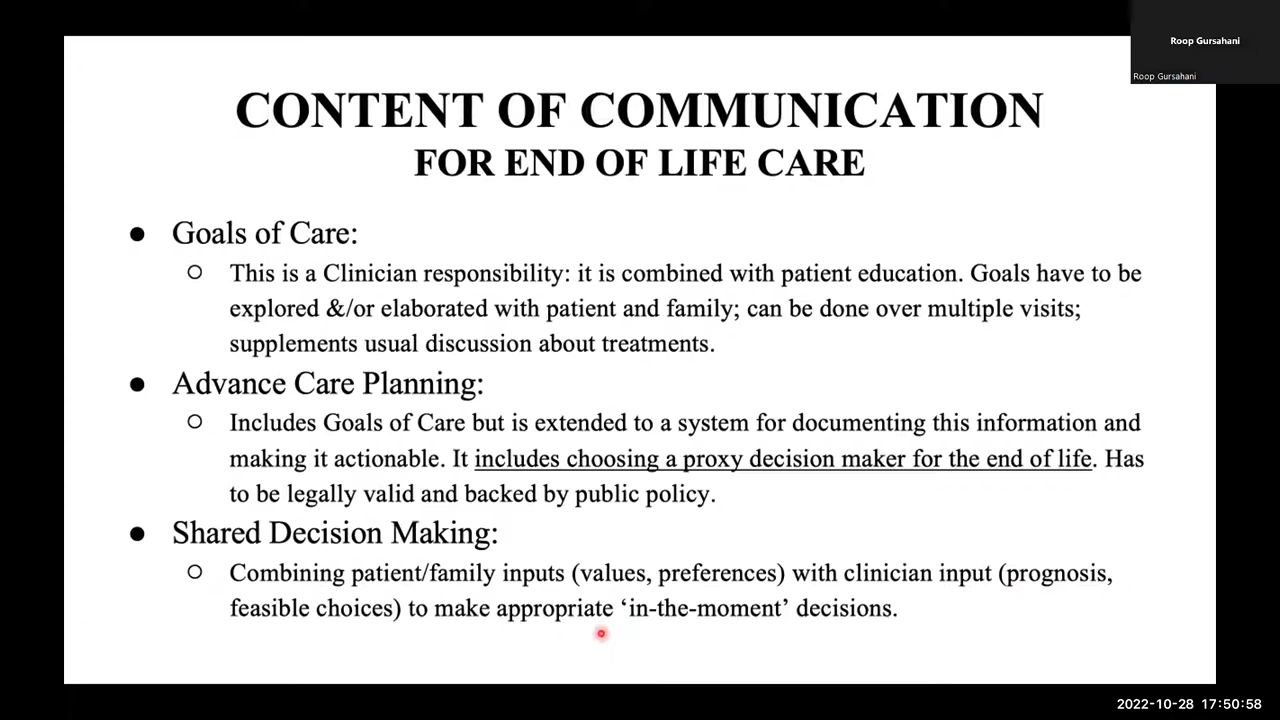 Roop Gursahani
Roop Gursahani
CONTENT OF COMMUNICATION
FOR END OF LIFE CARE
● Goals of Care:
○ This is a Clinician responsibility: it is combined with patient education. Goals have to be
explored &/or elaborated with patient and family; can be done over multiple visits;
supplements usual discussion about treatments.
● Advance Care Planning:
○ Includes Goals of Care but is extended to a system for documenting this information and
making it actionable. It includes choosing a proxy decision maker for the end of life. Has
to be legally valid and backed by public policy.
● Shared Decision Making:
○ Combining patient/family inputs (values, preferences) with clinician input (prognosis,
feasible choices) to make appropriate ‘in-the-moment’ decisions.
2022-10-28 17:50:58